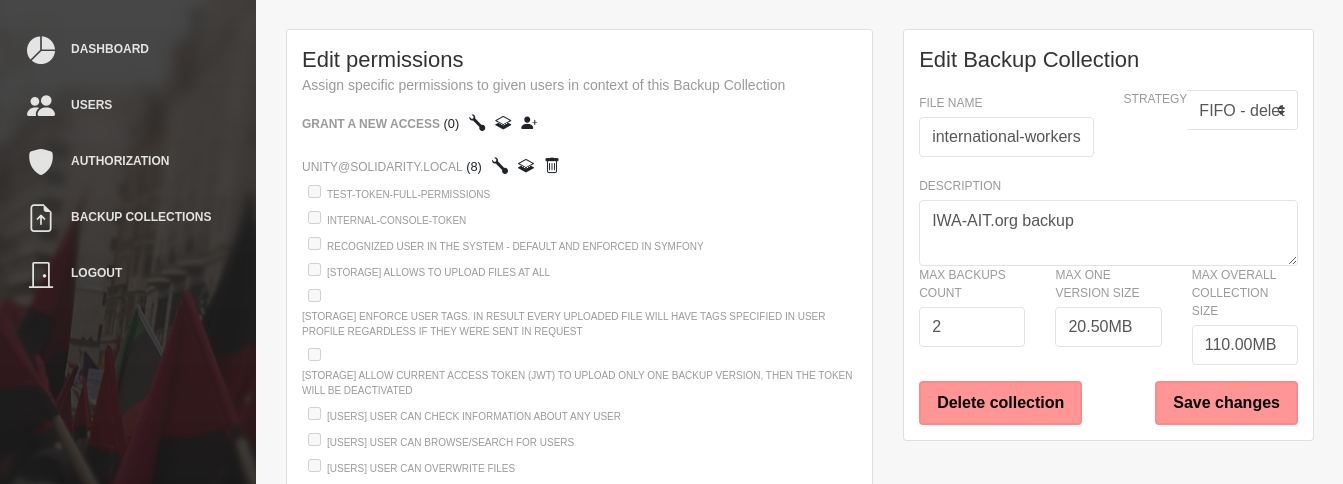 DASHBOARD
USERS
AUTHORIZATION
BACKUP COLLECTIONS
LOGOUT
Edit permissions
Assign specific permissions to given users in context of this Backup Collection
GRANT A NEW ACCESS (0)
UNITY@SOLIDARITY.LOCAL (8)
TEST-TOKEN-FULL-PERMISSIONS
INTERNAL-CONSOLE-TOKEN
RECOGNIZED USER IN THE SYSTEM - DEFAULT AND ENFORCED IN SYMFONY
[STORAGE] ALLOWS TO UPLOAD FILES AT ALL
[STORAGE] ENFORCE USER TAGS. IN RESULT EVERY UPLOADED FILE WILL HAVE TAGS SPECIFIED IN USER
PROFILE REGARDLESS IF THEY WERE SENT IN REQUEST
[STORAGE] ALLOW CURRENT ACCESS TOKEN (JWT) TO UPLOAD ONLY ONE BACKUP VERSION, THEN THE TOKEN
WILL BE DEACTIVATED
[USERS] USER CAN CHECK INFORMATION ABOUT ANY USER
[USERS] USER CAN BROWSE/SEARCH FOR USERS
[USERS] USER CAN OVERWRITE FILES
Edit Backup Collection
FILE NAME
international-workers
STRATEGY
FIFO - delet
DESCRIPTION
IWA-AIT.org backup
MAX BACKUPS
COUNT
2
MAX ONE
VERSION SIZE
20.50MB
MAX OVERALL
COLLECTION
SIZE
110.00MB
Delete collection
Save changes